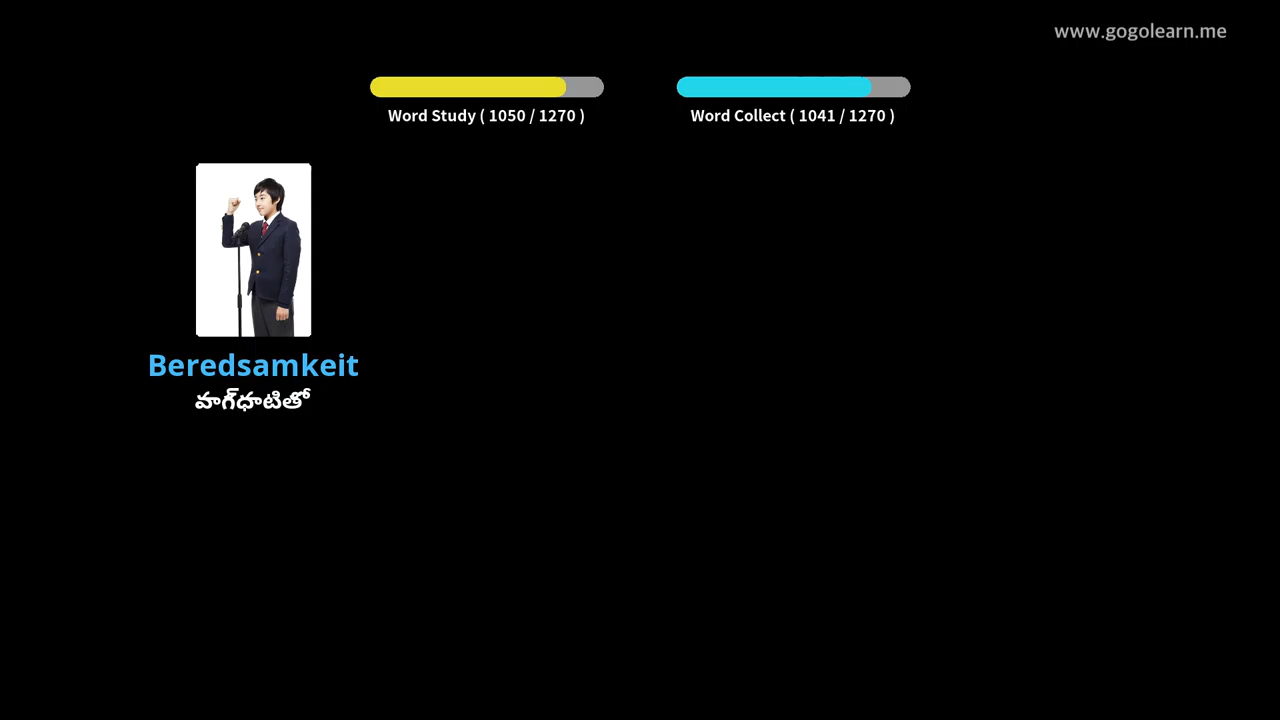 www.gogolearn.me
Word Study ( 1050 / 1270 )
Word Collect ( 1041 / 1270 )
Beredsamkeit
వాగ్‌ధాటితో